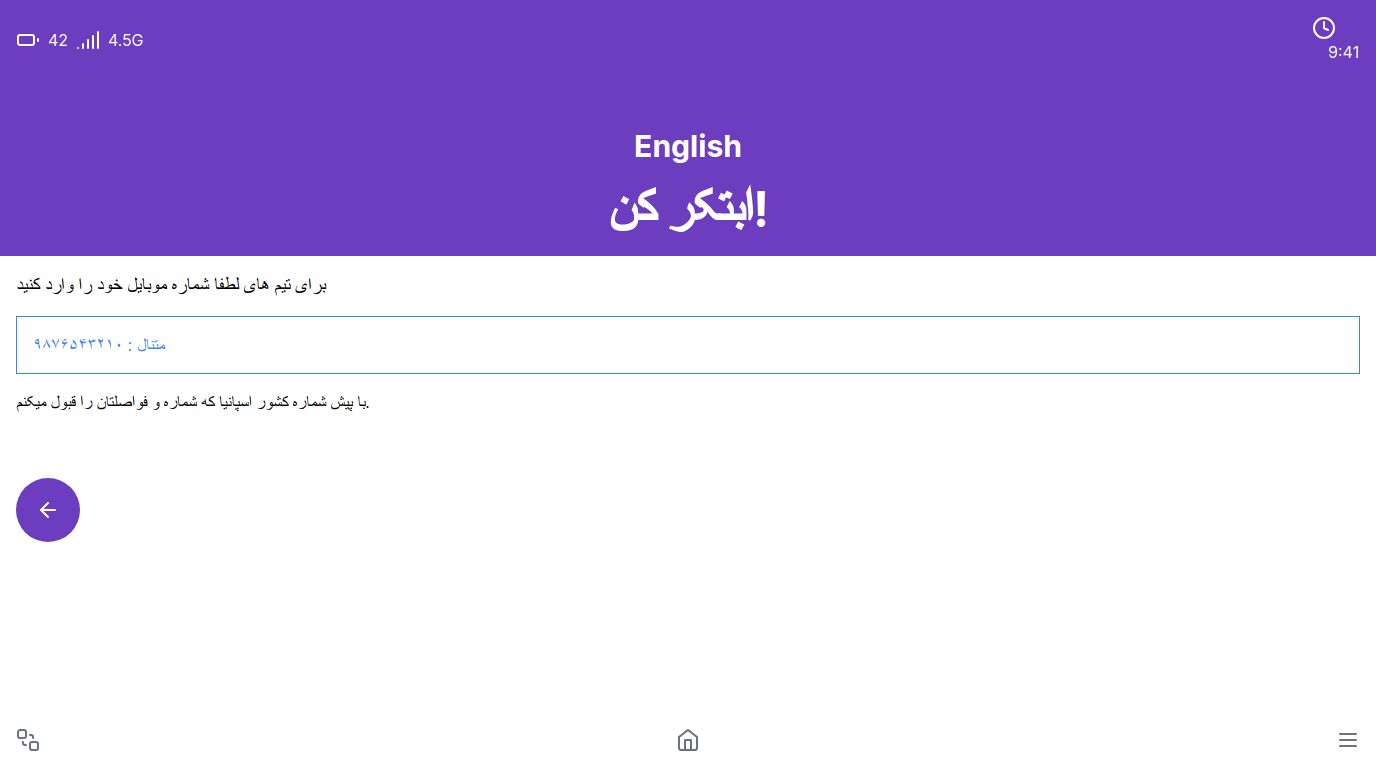 42 4.5G
9:41
English
ابتکر کن!
برای تیم های لطفا شماره موبایل خود را وارد کنید
متنال : ۹۸۷۶۵۴۳۲۱۰
با پیش شماره کشور اسپانیا که شماره و فواصلتان را قبول میکنم.